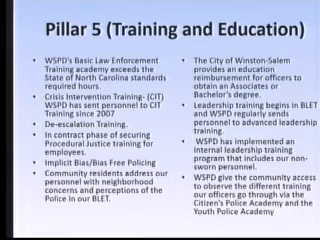 Pillar 5 (Training and Education)
• WSPD's Basic Law Enforcement
Training academy exceeds the
State of North Carolina standards
required hours.
• Crisis Intervention Training- (CIT)
WSPD has sent personnel to CIT
Training since 2007
• De-escalation Training.
• In contract phase of securing
Procedural Justice training for
employees.
• Implicit Bias/Bias Free Policing
• Community residents address our
personnel with neighborhood
concerns and perceptions of the
Police in our BLET.
• The City of Winston-Salem
provides an education
reimbursement for officers to
obtain an Associates or
Bachelor's degree.
• Leadership training begins in BLET
and WSPD regularly sends
personnel to advanced leadership
training.
• WSPD has implemented an
internal leadership training
program that includes our non-
sworn personnel.
• WSPD give the community access
to observe the different training
our officers go through via the
Citizen's Police Academy and the
Youth Police Academy